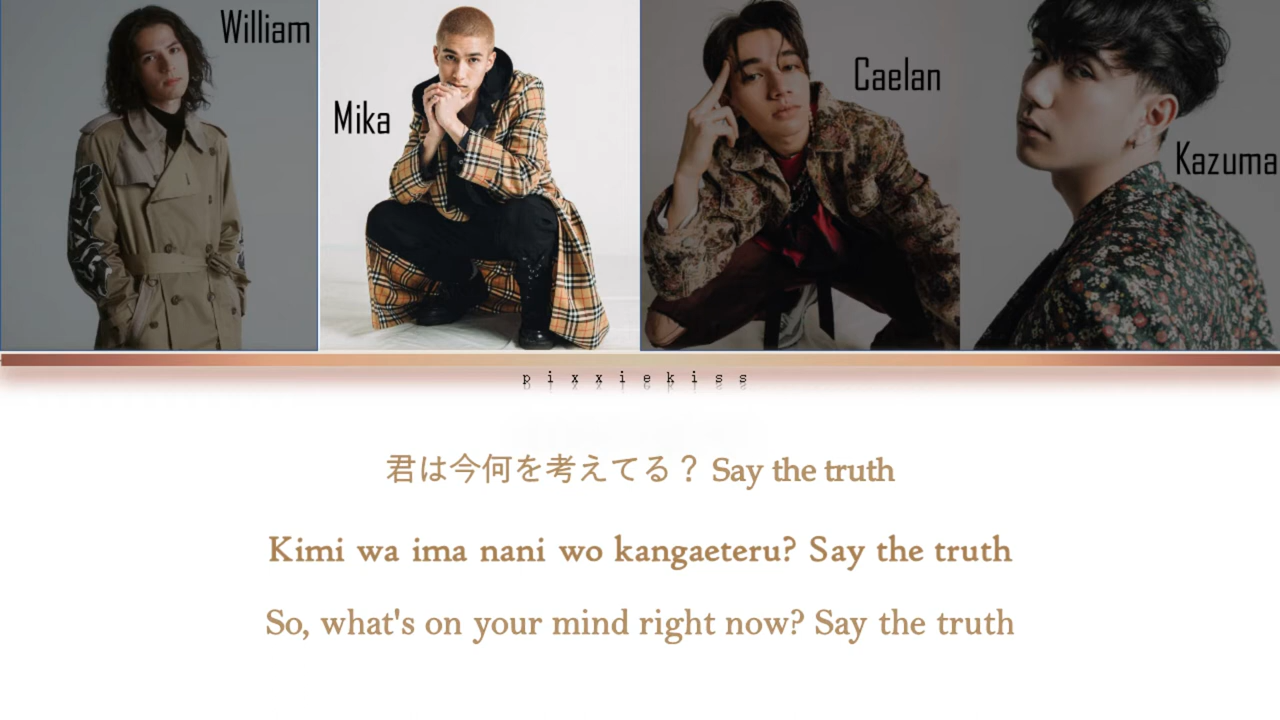 William
Mika
Caelan
Kazuma
pixxiekiss
君は今何を考えてる？ Say the truth
Kimi wa ima nani wo kangaeteru? Say the truth
So, what's on your mind right now? Say the truth